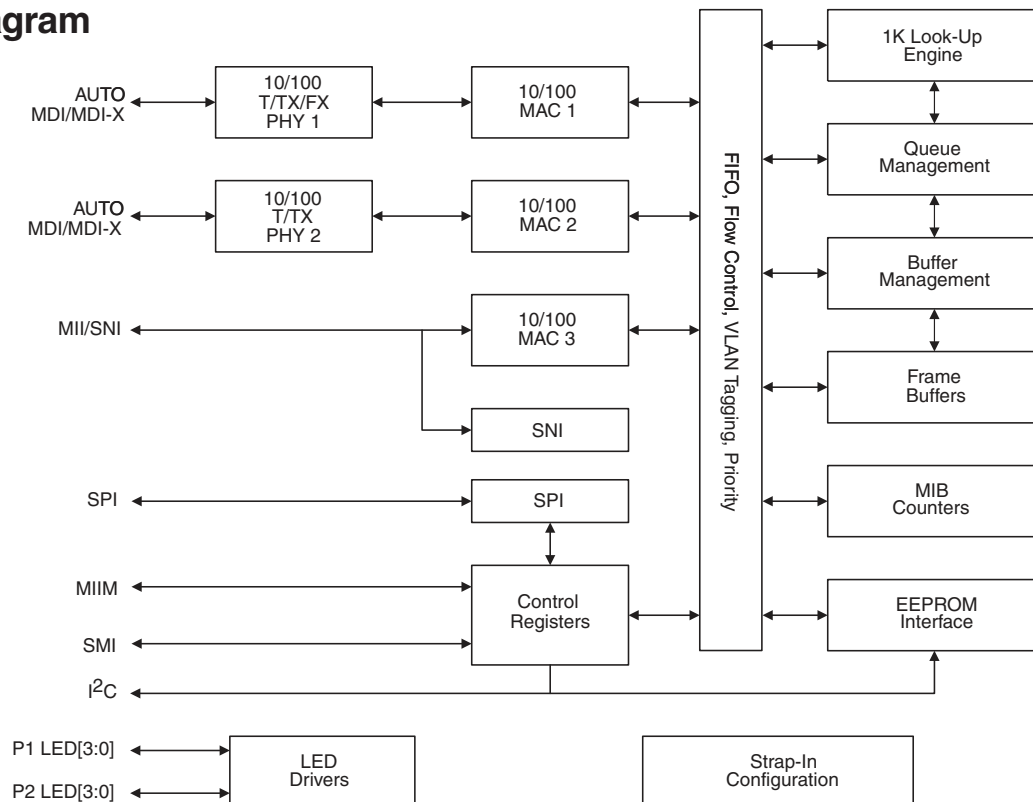 agram
AUTO
MDI/MDI-X
10/100
T/TX/FX
PHY 1
10/100
MAC 1
AUTO
MDI/MDI-X
10/100
T/TX
PHY 2
10/100
MAC 2
MII/SNI
10/100
MAC 3
SNI
SPI
SPI
MIIM
SMI
Control
Registers
I²C
P1 LED[3:0]
P2 LED[3:0]
LED
Drivers
FIFO, Flow Control, VLAN Tagging, Priority
1K Look-Up
Engine
Queue
Management
Buffer
Management
Frame
Buffers
MIB
Counters
EEPROM
Interface
Strap-In
Configuration